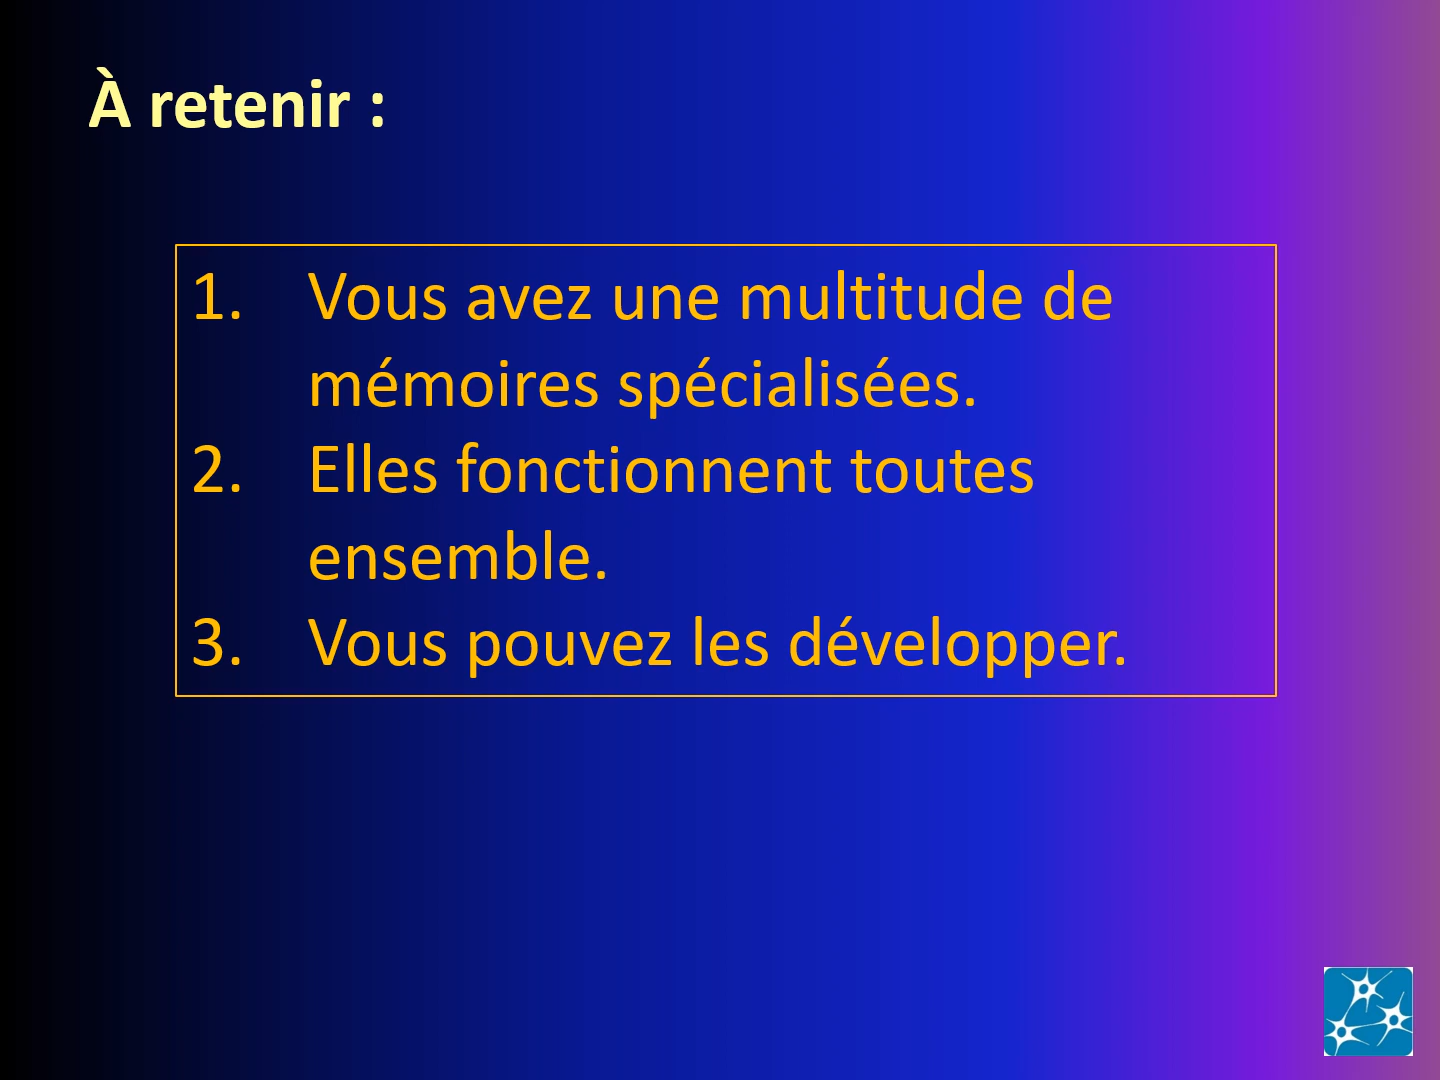 À retenir :
1. Vous avez une multitude de
mémoires spécialisées.
2. Elles fonctionnent toutes
ensemble.
3. Vous pouvez les développer.